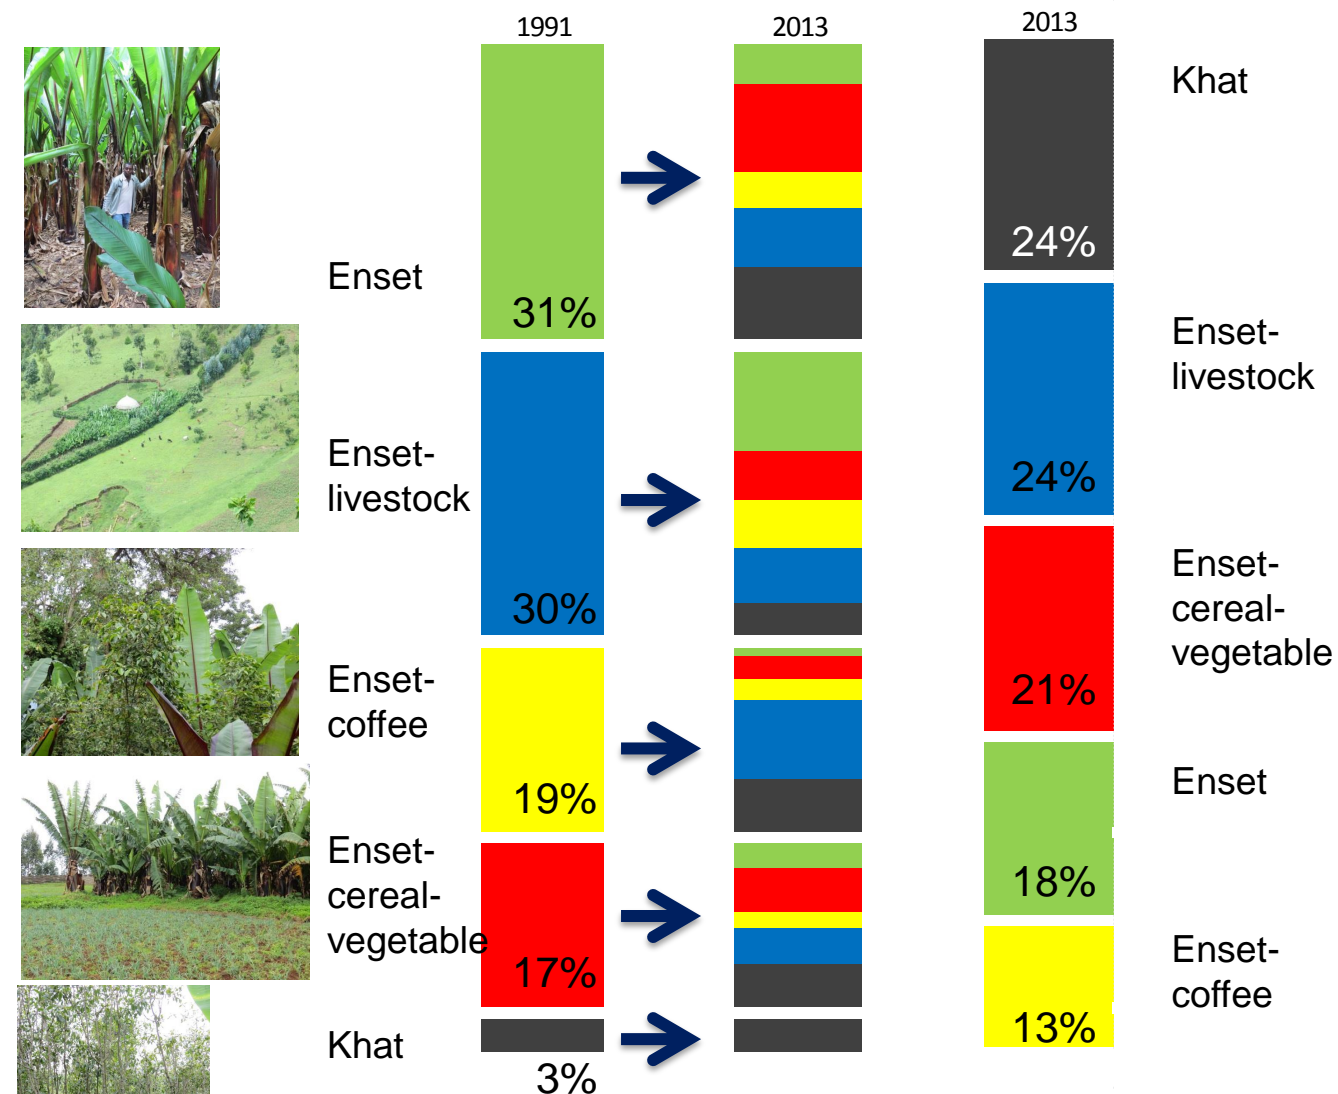 1991
2013
2013
Khat
24%
Enset
31%
Enset-
livestock
24%
Enset-
livestock
30%
Enset-
cereal-
vegetable
21%
Enset-
coffee
19%
Enset
18%
Enset-
cereal-
vegetable
17%
Enset-
coffee
13%
Khat
3%